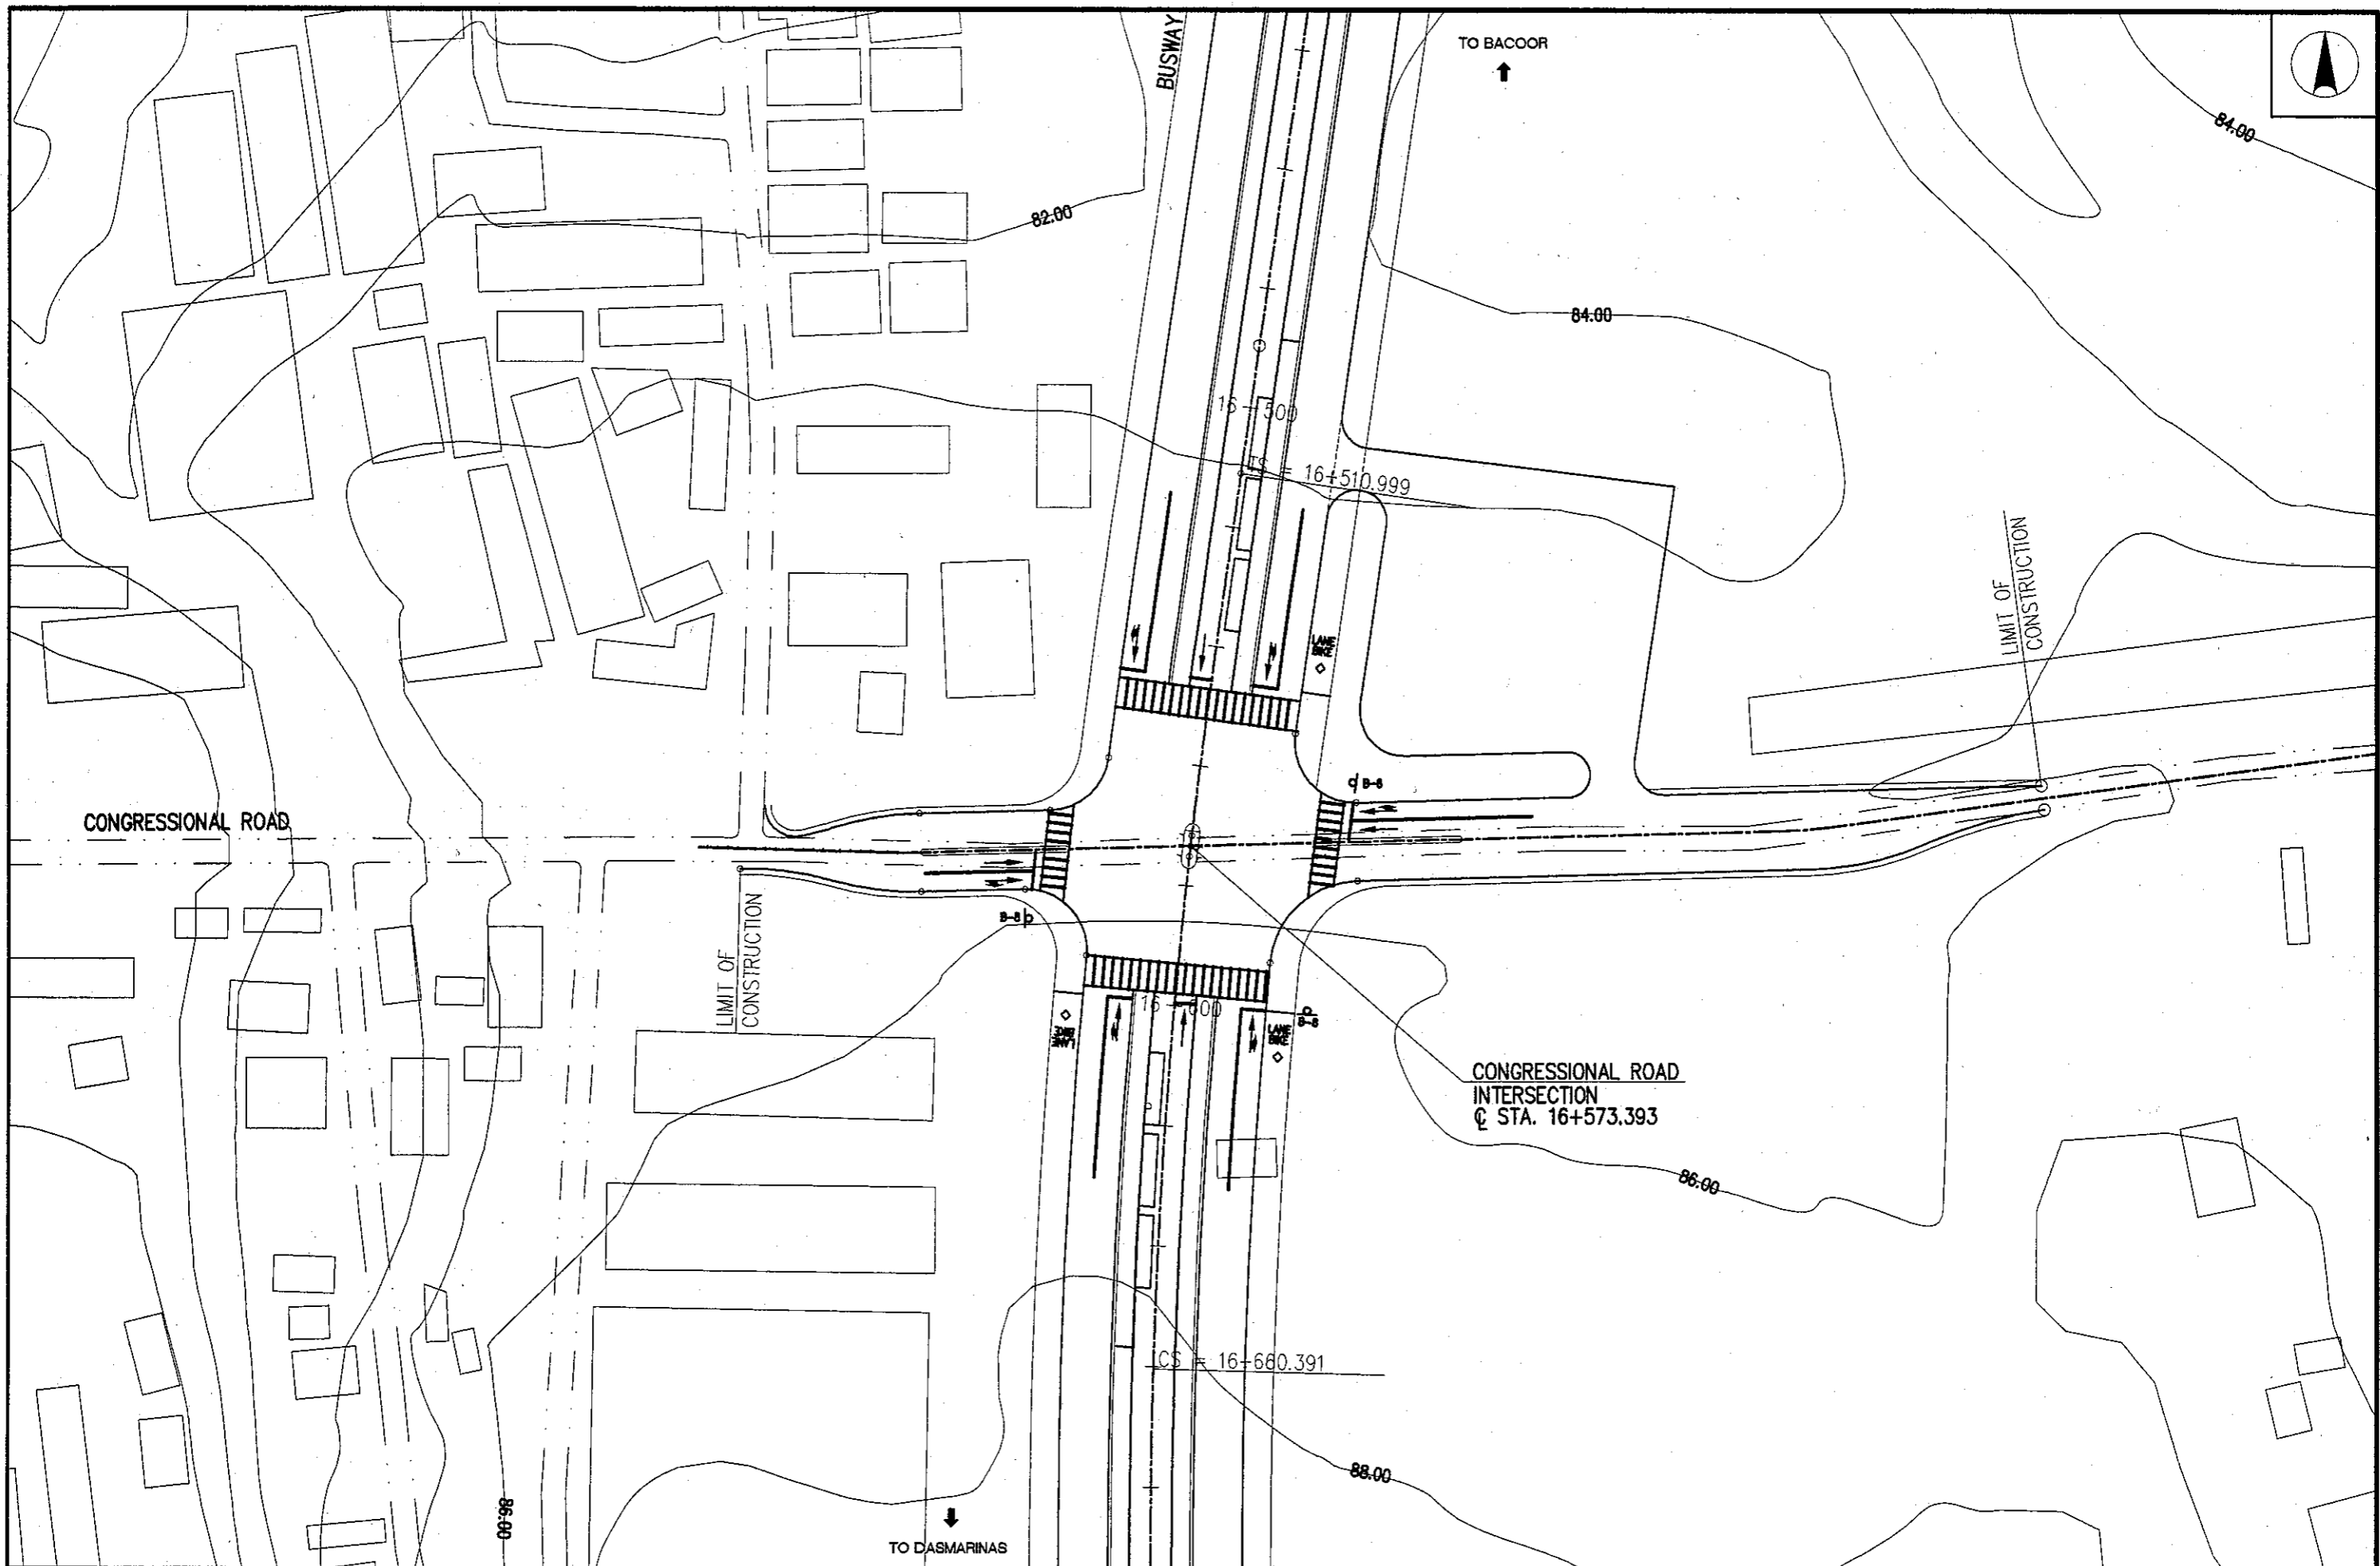 BUSWAY
TO BACOOR
84.00
82.00
84.00
16+500
TS = 16+510.999
LIMIT OF
CONSTRUCTION
LANE
BIKE
B-8
CONGRESSIONAL ROAD
B-8
LIMIT OF
CONSTRUCTION
16+600
B-8
LANE
BIKE
LANE
BIKE
CONGRESSIONAL ROAD
INTERSECTION
℄ STA. 16+573.393
86.00
CS = 16+660.391
88.00
86.00
TO DASMARINAS